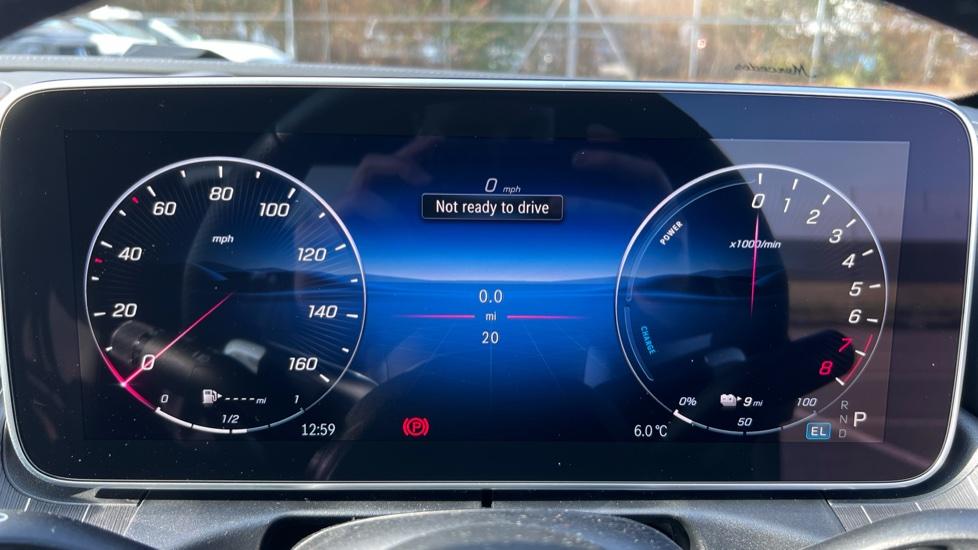 Mercedes
0 mph
Not ready to drive
0 20 40 60 80 100 120 140 160
mph
0 1/2 1
----- mi
12:59
0.0
mi
20
POWER
CHARGE
0 1 2 3 4 5 6 7 8
x1000/min
0% 50 100
9 mi
6.0 °C
P
R
N
D
P
EL